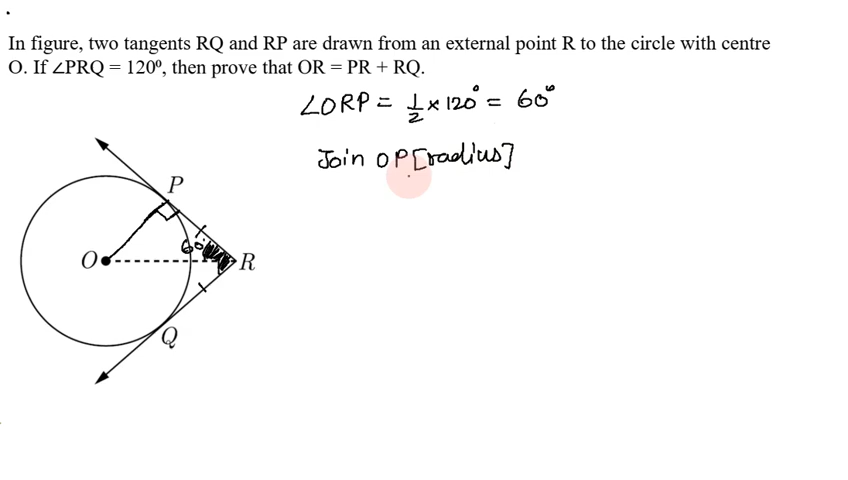 In figure, two tangents RQ and RP are drawn from an external point R to the circle with centre
O. If ∠PRQ = 120º, then prove that OR = PR + RQ.
∠ORP = 1/2 × 120° = 60°
Join OP [radius]
P
60°
O
R
Q